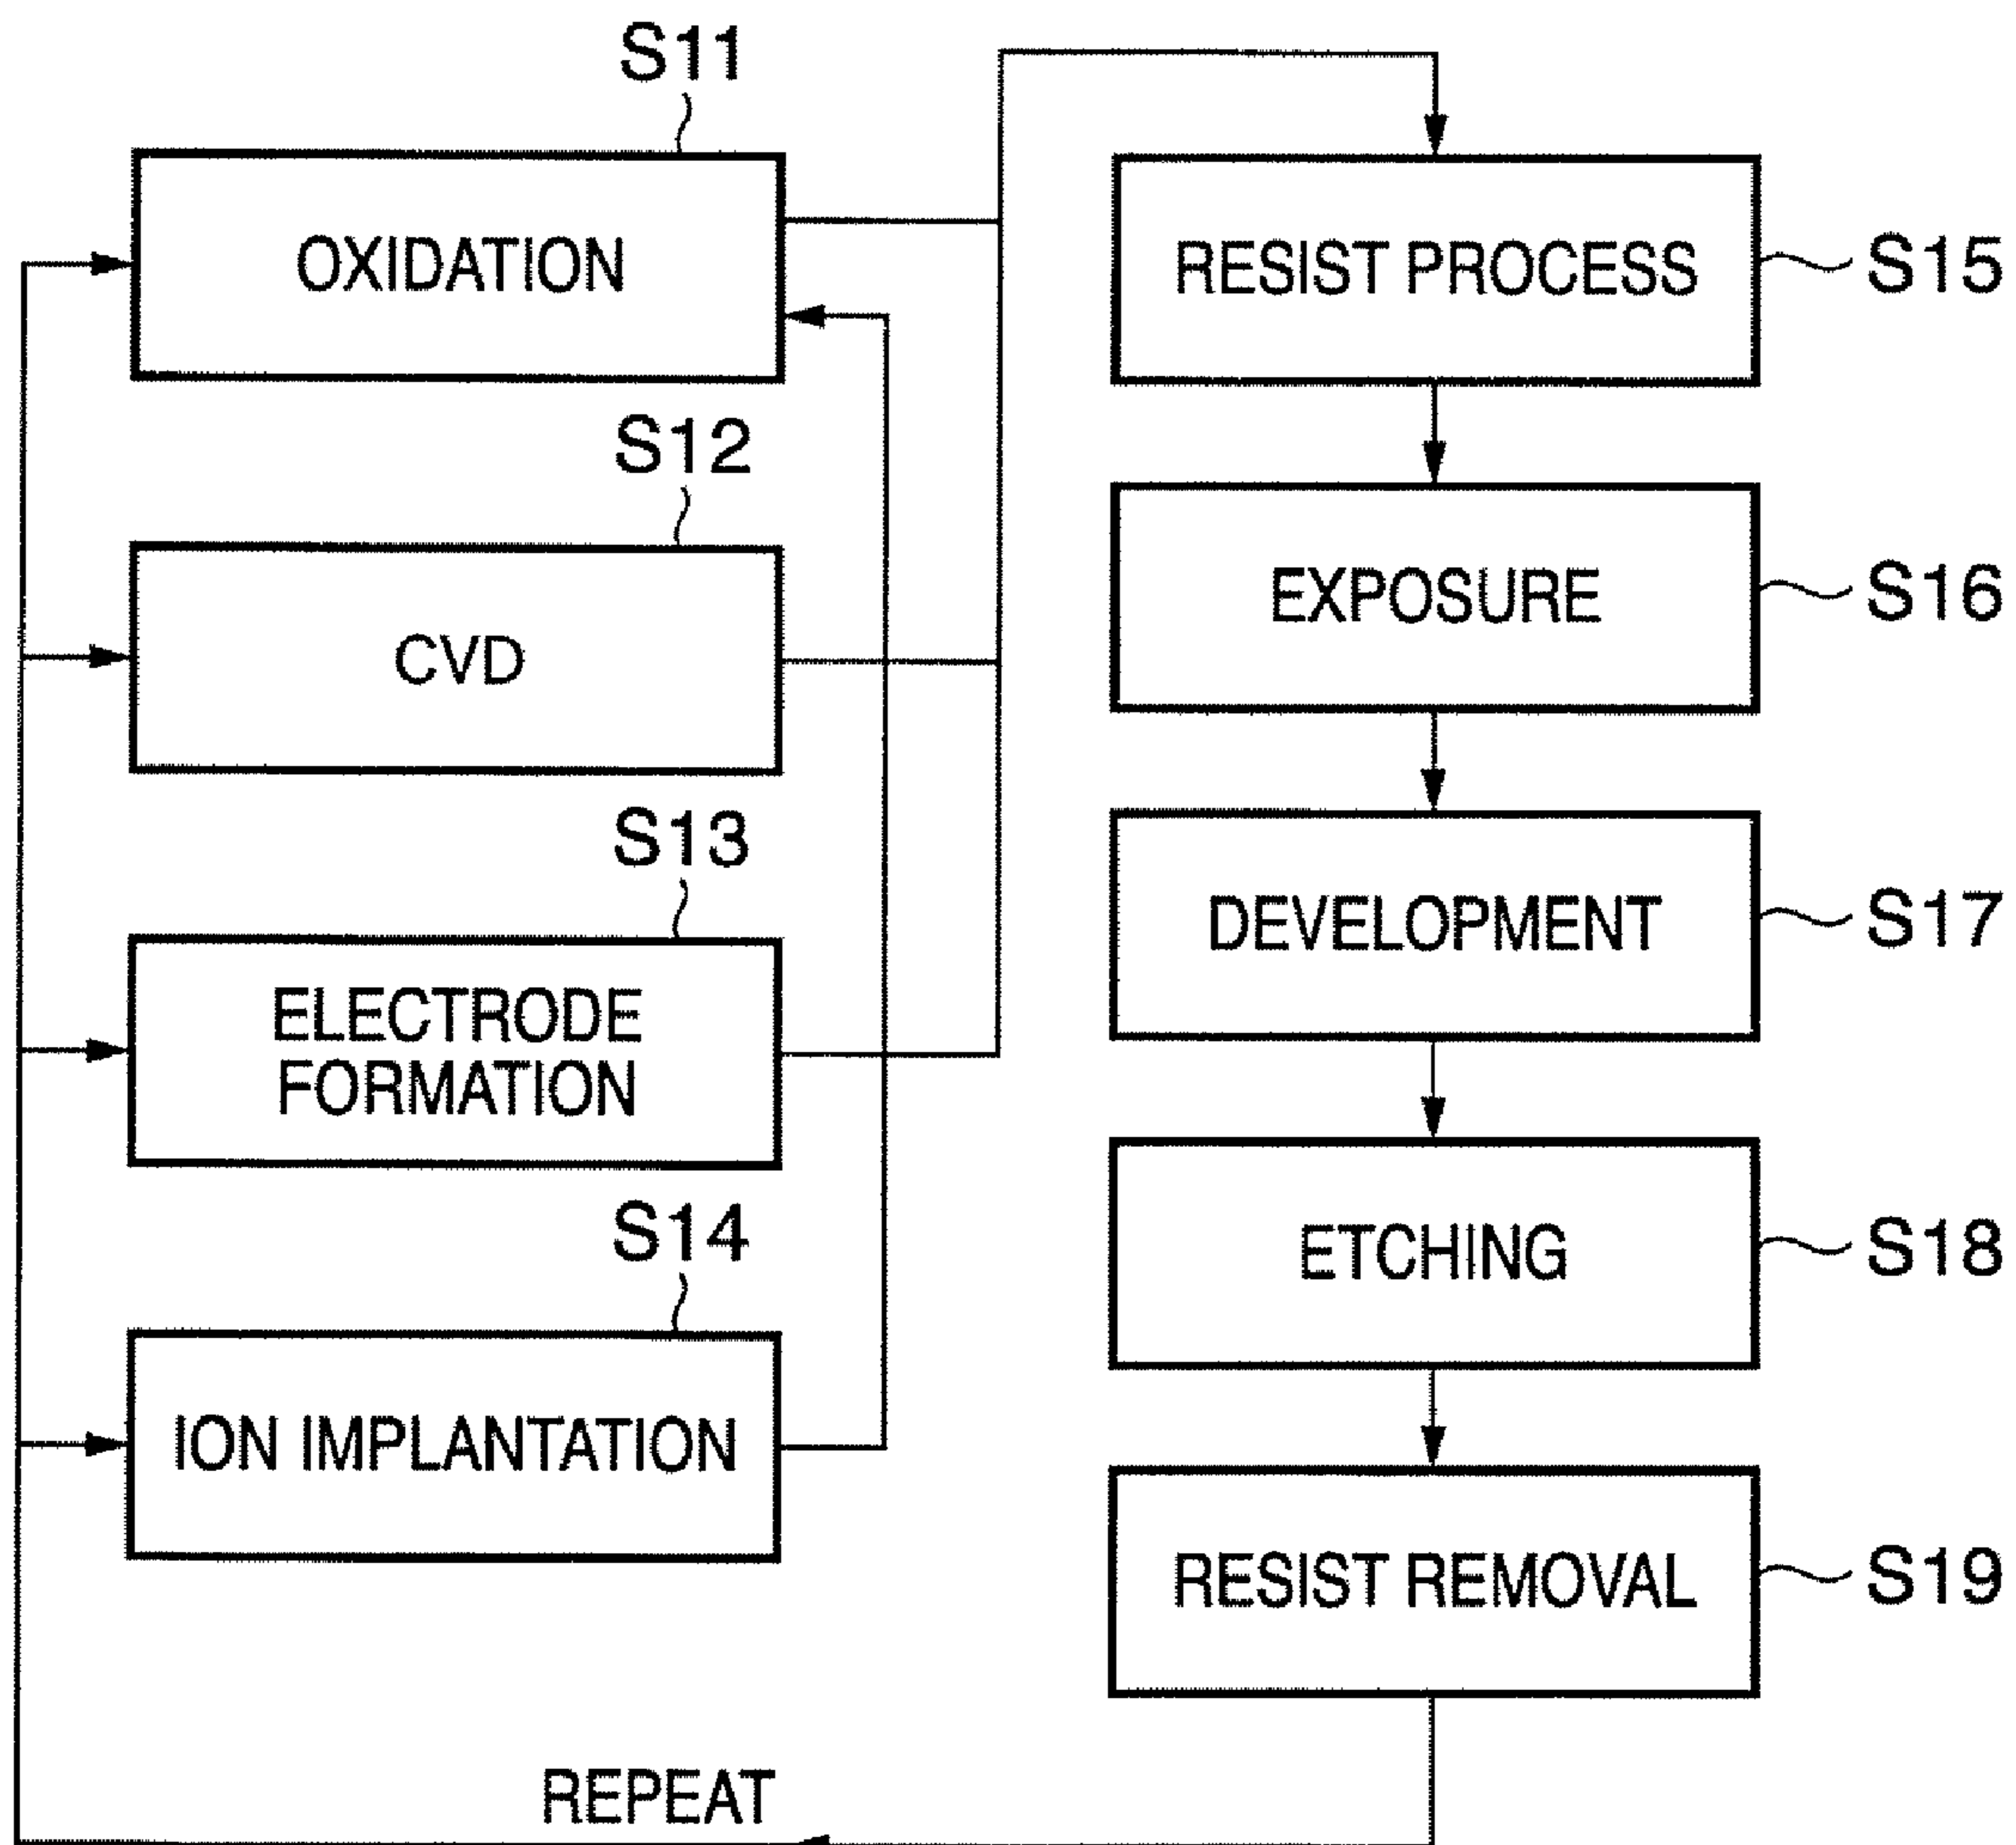 S11
OXIDATION
S12
CVD
S13
ELECTRODE
FORMATION
S14
ION IMPLANTATION
RESIST PROCESS
S15
EXPOSURE
S16
DEVELOPMENT
S17
ETCHING
S18
RESIST REMOVAL
S19
REPEAT